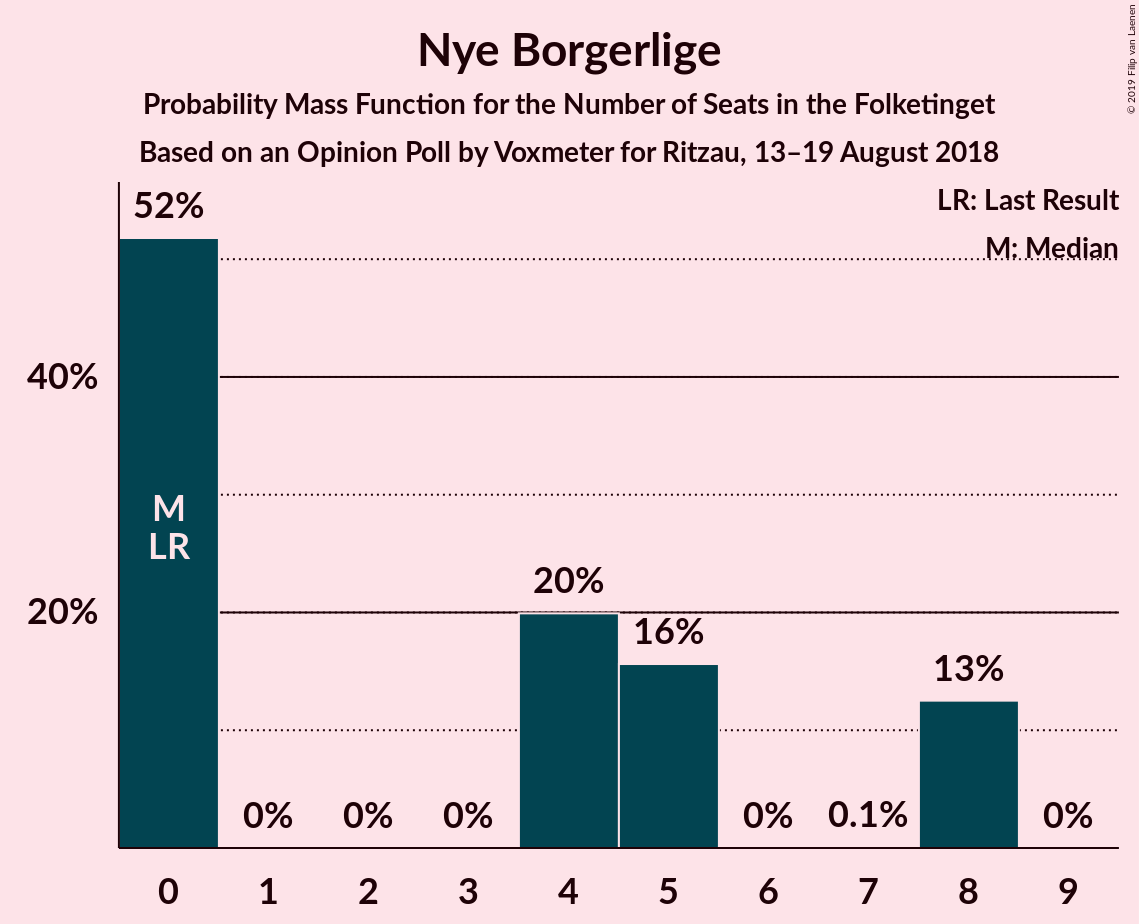 Nye Borgerlige
Probability Mass Function for the Number of Seats in the Folketinget
Based on an Opinion Poll by Voxmeter for Ritzau, 13–19 August 2018
© 2019 Filip van Laenen
LR: Last Result
M: Median
52%
40%
M
LR
20%
20%
16%
13%
0%
0%
0%
0%
0.1%
0%
0 1 2 3 4 5 6 7 8 9